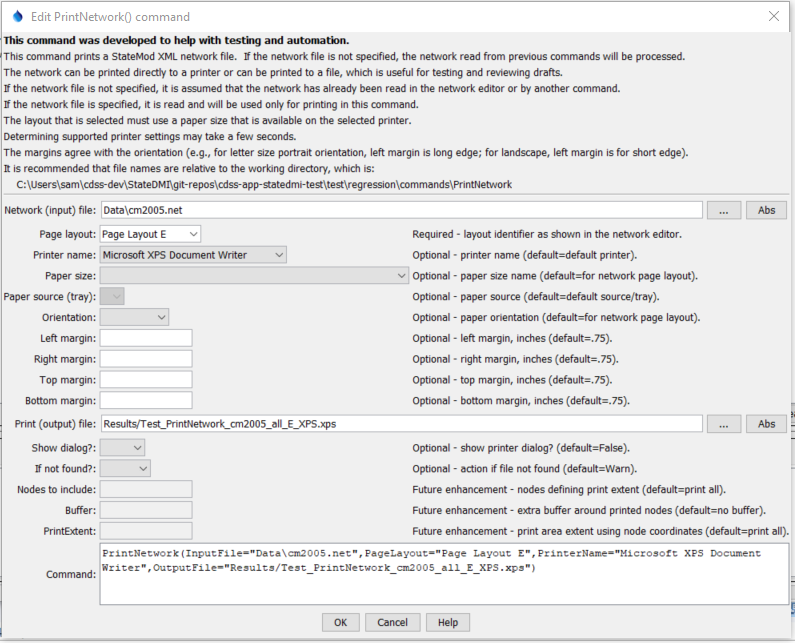 Edit PrintNetwork() command
This command was developed to help with testing and automation.
This command prints a StateMod XML network file.  If the network file is not specified, the network read from previous commands will be processed.
The network can be printed directly to a printer or can be printed to a file, which is useful for testing and reviewing drafts.
If the network file is not specified, it is assumed that the network has already been read in the network editor or by another command.
If the network file is specified, it is read and will be used only for printing in this command.
The layout that is selected must use a paper size that is available on the selected printer.
Determining supported printer settings may take a few seconds.
The margins agree with the orientation (e.g., for letter size portrait orientation, left margin is long edge; for landscape, left margin is for short edge).
It is recommended that file names are relative to the working directory, which is:
C:\Users\sam\cdss-dev\StateDMI\git-repos\cdss-app-statedmi-test\test\regression\commands\PrintNetwork
Network (input) file: Data\cm2005.net ... Abs
Page layout: Page Layout E Required - layout identifier as shown in the network editor.
Printer name: Microsoft XPS Document Writer Optional - printer name (default=default printer).
Paper size: Optional - paper size name (default=for network page layout).
Paper source (tray): Optional - paper source (default=default source/tray).
Orientation: Optional - paper orientation (default=for network page layout).
Left margin: Optional - left margin, inches (default=.75).
Right margin: Optional - right margin, inches (default=.75).
Top margin: Optional - top margin, inches (default=.75).
Bottom margin: Optional - bottom margin, inches (default=.75).
Print (output) file: Results/Test_PrintNetwork_cm2005_all_E_XPS.xps ... Abs
Show dialog?: Optional - show printer dialog? (default=False).
If not found?: Optional - action if file not found (default=Warn).
Nodes to include: Future enhancement - nodes defining print extent (default=print all).
Buffer: Future enhancement - extra buffer around printed nodes (default=no buffer).
PrintExtent: Future enhancement - print area extent using node coordinates (default=print all).
Command: PrintNetwork(InputFile="Data\cm2005.net",PageLayout="Page Layout E",PrinterName="Microsoft XPS Document
Writer",OutputFile="Results/Test_PrintNetwork_cm2005_all_E_XPS.xps")
OK Cancel Help